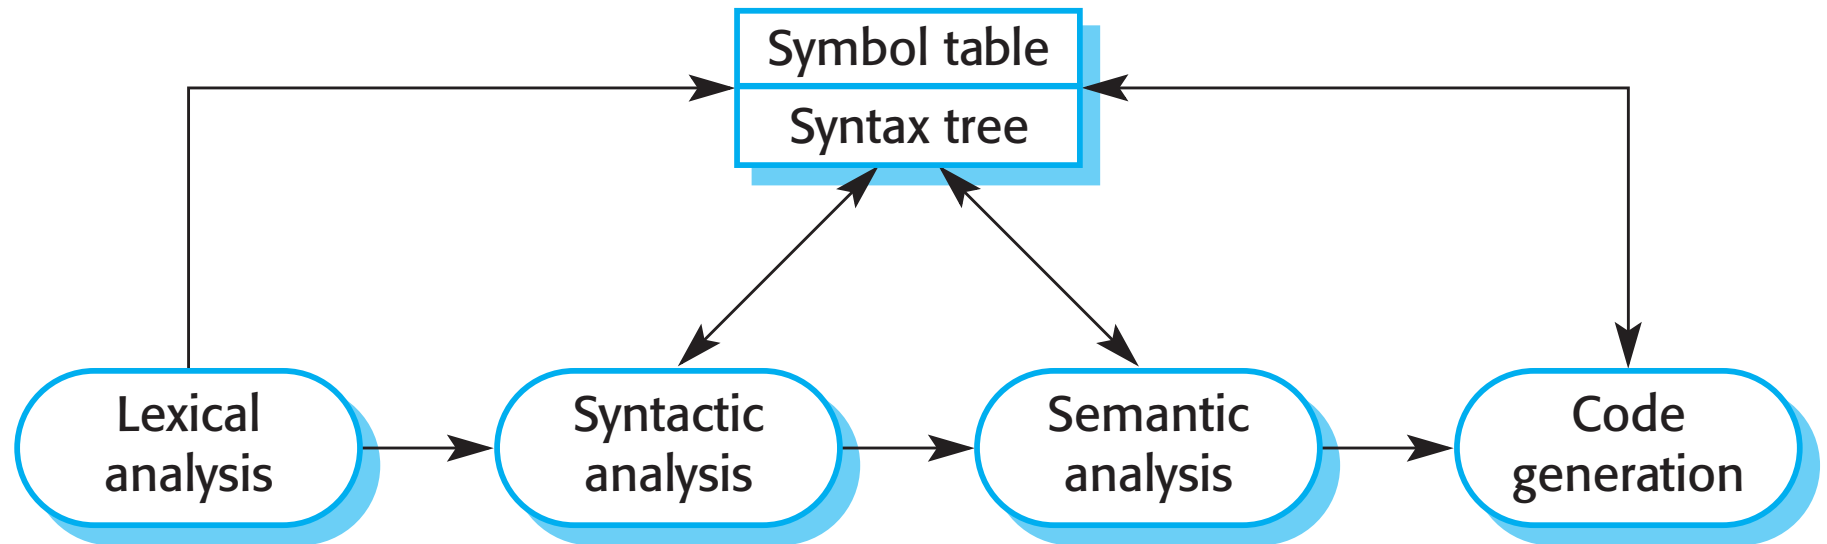 Symbol table
Syntax tree
Lexical
analysis
Syntactic
analysis
Semantic
analysis
Code
generation